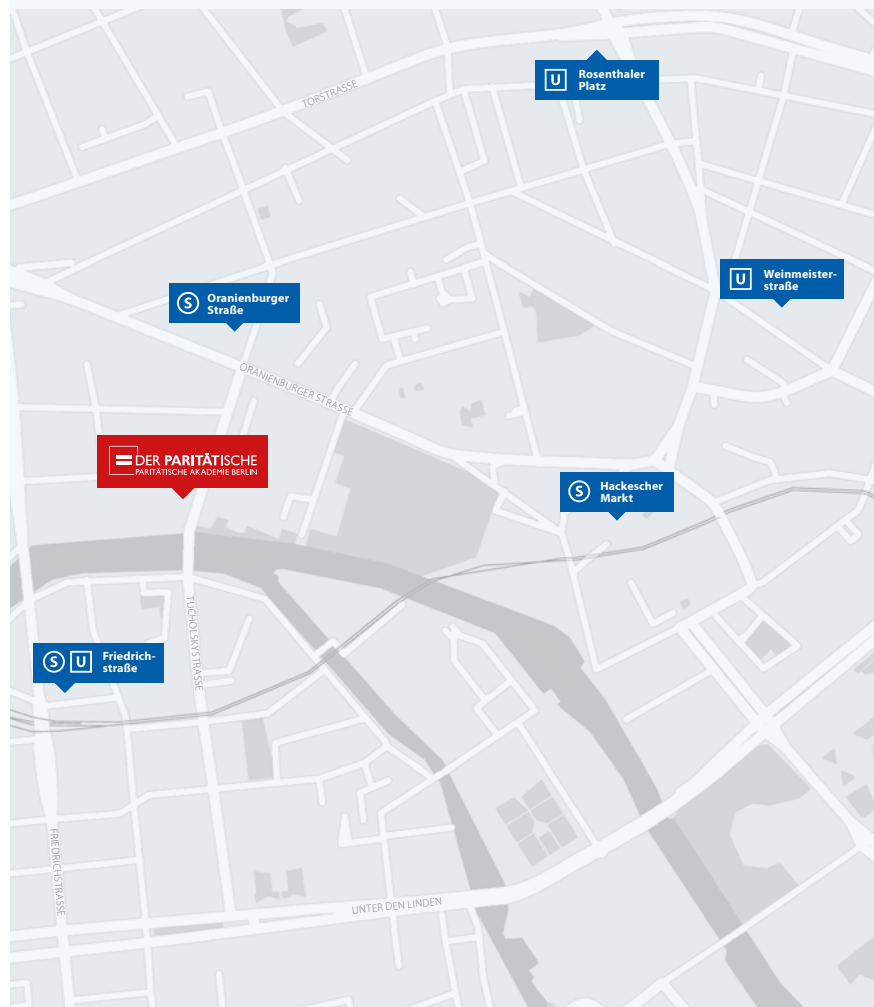 TORSTRASSE
U Rosenthaler
Platz
U Weinmeister-
straße
S Oranienburger
Straße
ORANIENBURGER STRASSE
DER PARITÄTISCHE
PARITÄTISCHE AKADEMIE BERLIN
S Hackescher
Markt
TUCHOLSKYSTRASSE
S U Friedrich-
straße
FRIEDRICHSTRASSE
UNTER DEN LINDEN